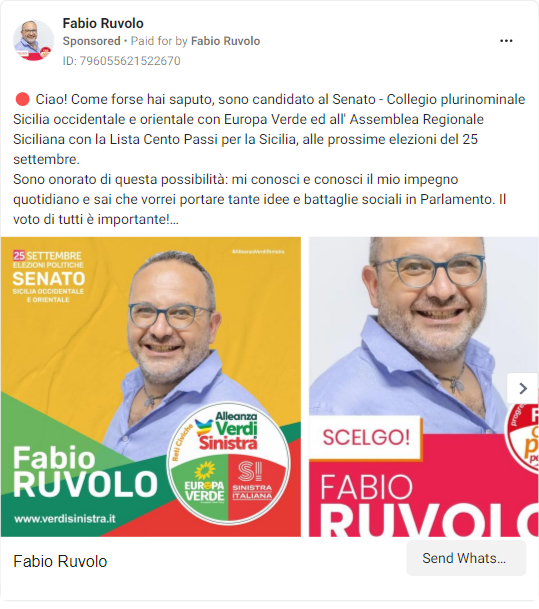 Fabio Ruvolo
Sponsored • Paid for by Fabio Ruvolo
ID: 796055621522670
Ciao! Come forse hai saputo, sono candidato al Senato - Collegio plurinominale
Sicilia occidentale e orientale con Europa Verde ed all' Assemblea Regionale
Siciliana con la Lista Cento Passi per la Sicilia, alle prossime elezioni del 25
settembre.
Sono onorato di questa possibilità: mi conosci e conosci il mio impegno
quotidiano e sai che vorrei portare tante idee e battaglie sociali in Parlamento. Il
voto di tutti è importante!...
25 SETTEMBRE
ELEZIONI POLITICHE
SENATO
SICILIA OCCIDENTALE
E ORIENTALE
#AlleanzaVerdiSinistra
Alleanza
Verdi
Sinistra
Reti Civiche
EUROPA
VERDE
SI
SINISTRA
ITALIANA
Fabio
RUVOLO
www.verdisinistra.it
SCELGO!
FABIO
RUVOLO
Fabio Ruvolo
Send Whats...